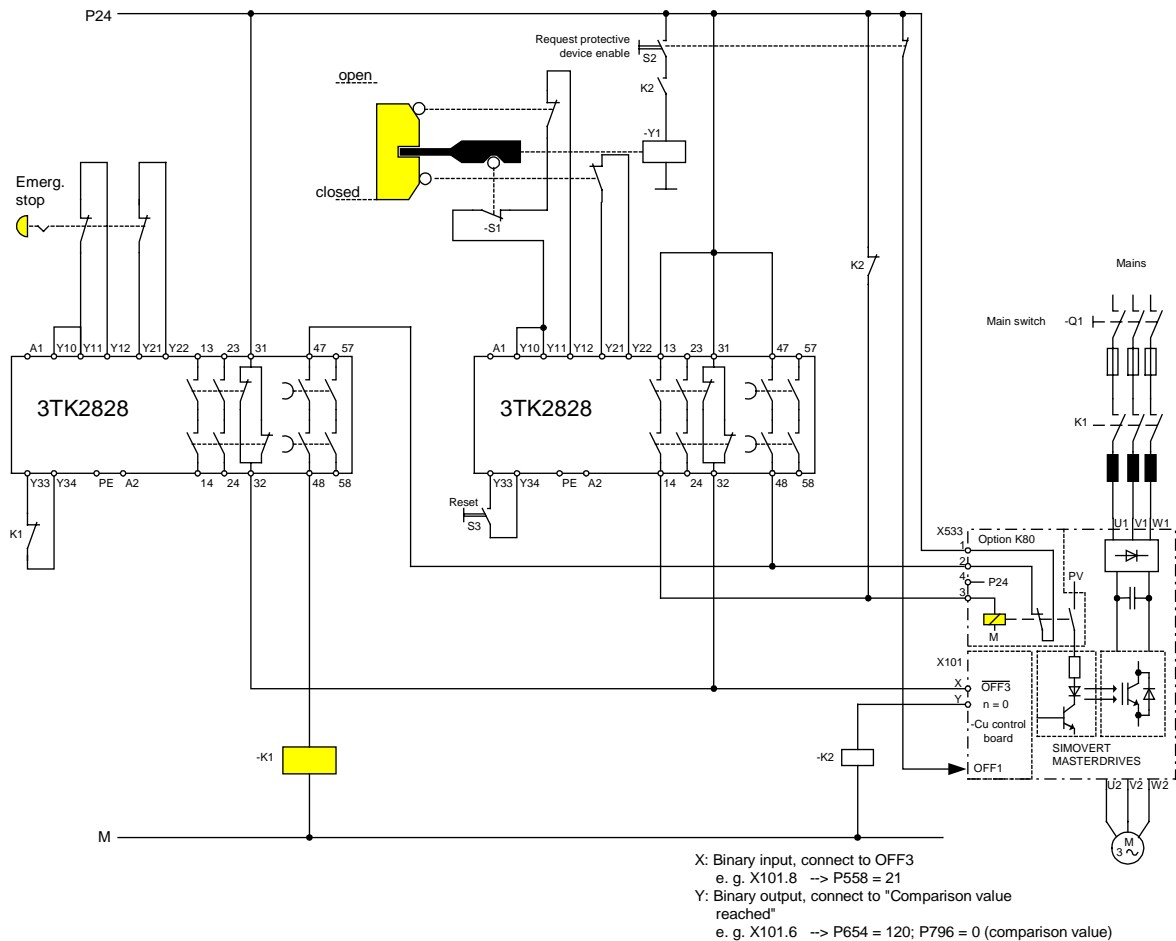 P24
Request protective
device enable
S2
open
K2
-Y1
Emerg.
stop
closed
-S1
K2
Mains
Main switch
-Q1
A1 Y10 Y11 Y12 Y21 Y22 13 23 31 47 57
A1 Y10 Y11 Y12 Y21 Y22 13 23 31 47 57
3TK2828
3TK2828
K1
Y33 Y34 PE A2 14 24 32 48 58
Y33 Y34 PE A2 14 24 32 48 58
Reset
S3
K1
U1 V1 W1
X533
Option K80
1
2
4
P24
PV
3
M
X101
X
OFF3
Y
n = 0
-Cu control
board
SIMOVERT
MASTERDRIVES
-K1
-K2
OFF1
U2 V2 W2
M
M
3
X: Binary input, connect to OFF3
e. g. X101.8 --> P558 = 21
Y: Binary output, connect to "Comparison value
reached"
e. g. X101.6 --> P654 = 120; P796 = 0 (comparison value)